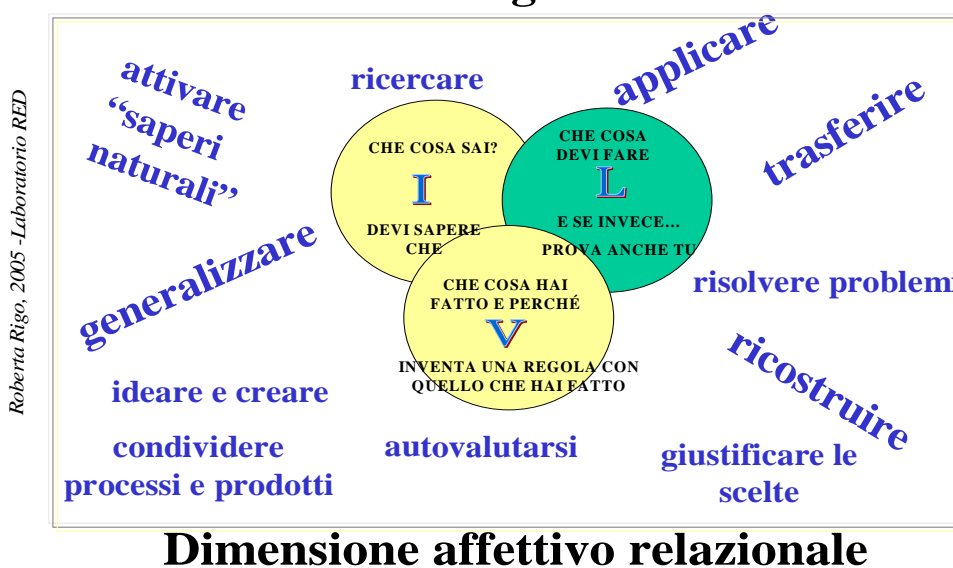 attivare
“saperi
naturali”
ricercare
applicare
trasferire
CHE COSA SAI?
I
DEVI SAPERE
CHE
CHE COSA
DEVI FARE
L
E SE INVECE...
PROVA ANCHE TU
generalizzare
CHE COSA HAI
FATTO E PERCHÉ
V
INVENTA UNA REGOLA CON
QUELLO CHE HAI FATTO
risolvere problemi
ricostruire
ideare e creare
condividere
processi e prodotti
autovalutarsi
giustificare le
scelte
Roberta Rigo, 2005 -Laboratorio RED
Dimensione affettivo relazionale